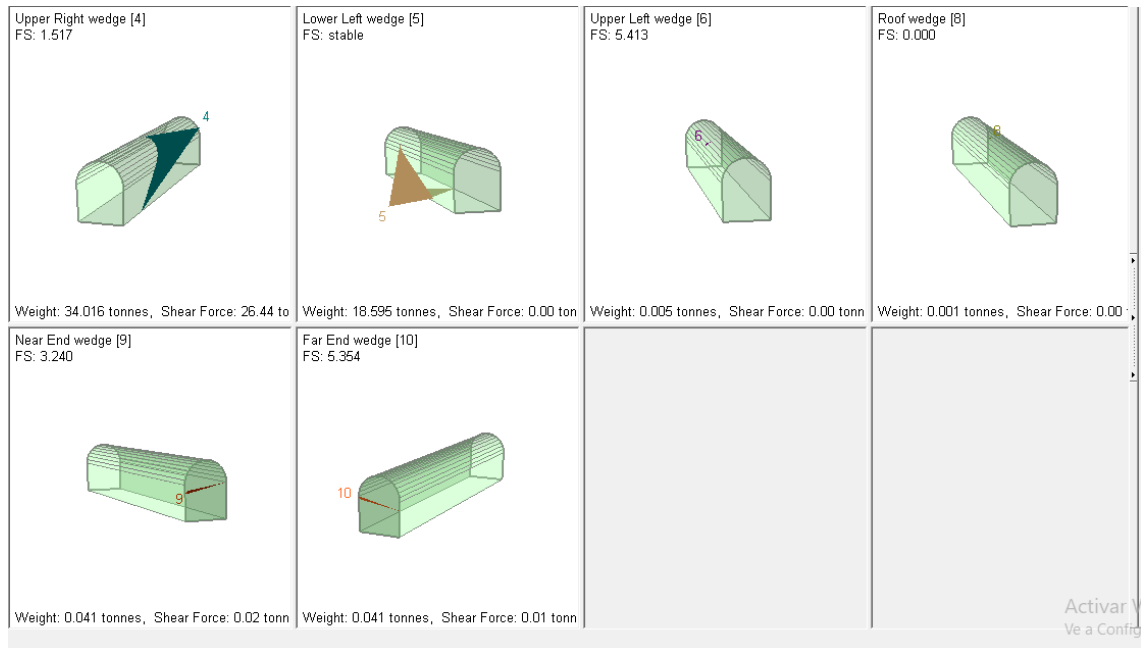 Upper Right wedge [4]
FS: 1.517
4
Weight: 34.016 tonnes, Shear Force: 26.44 to
Lower Left wedge [5]
FS: stable
5
Weight: 18.595 tonnes, Shear Force: 0.00 ton
Upper Left wedge [6]
FS: 5.413
6
Weight: 0.005 tonnes, Shear Force: 0.00 tonn
Roof wedge [8]
FS: 0.000
8
Weight: 0.001 tonnes, Shear Force: 0.00
Near End wedge [9]
FS: 3.240
9
Weight: 0.041 tonnes, Shear Force: 0.02 tonn
Far End wedge [10]
FS: 5.354
10
Weight: 0.041 tonnes, Shear Force: 0.01 tonn
Activar
Ve a Config